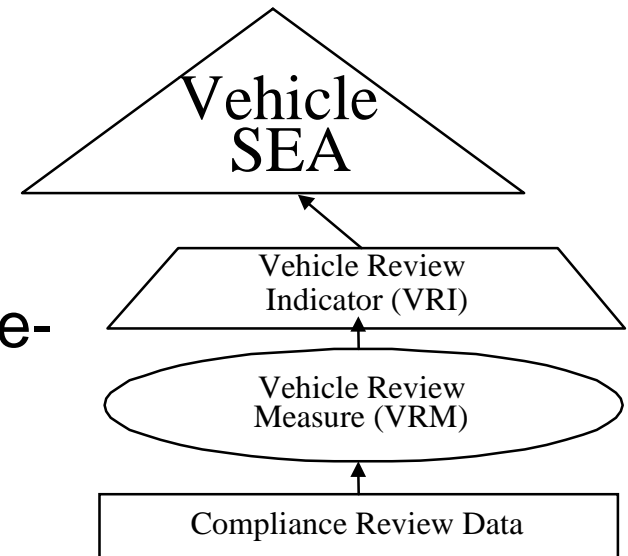 Vehicle
SEA
Vehicle Review
Indicator (VRI)
e-
Vehicle Review
Measure (VRM)
Compliance Review Data